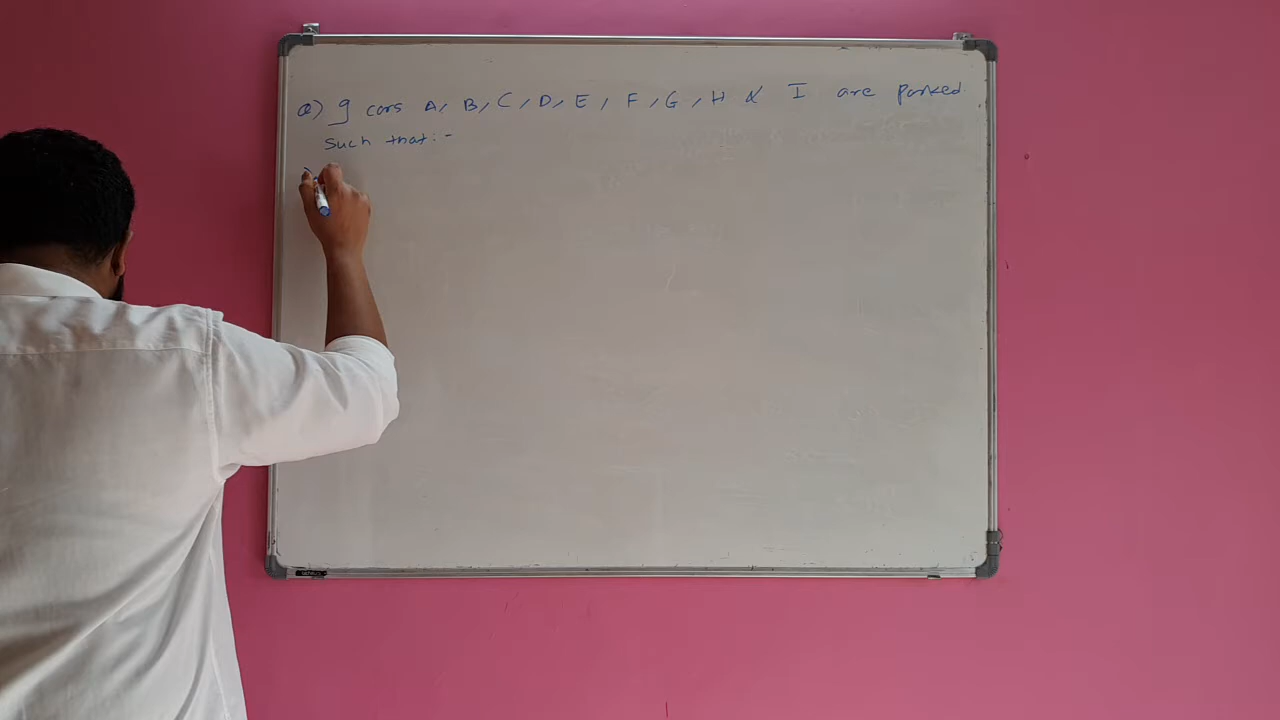 Q) 9 cars A, B, C, D, E, F, G, H & I are parked
such that:-